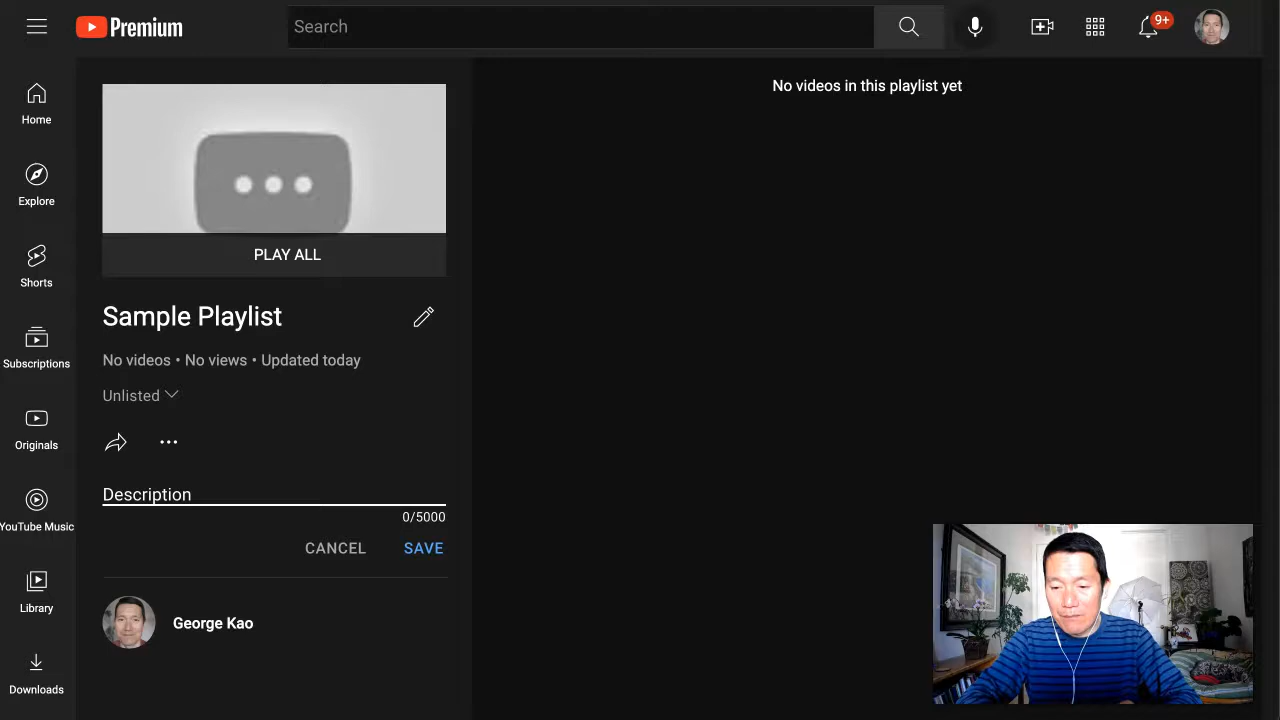 Premium
Search
9+
Home
Explore
Shorts
Subscriptions
Originals
YouTube Music
Library
Downloads
PLAY ALL
Sample Playlist
No videos • No views • Updated today
Unlisted
Description
0/5000
CANCEL
SAVE
George Kao
No videos in this playlist yet